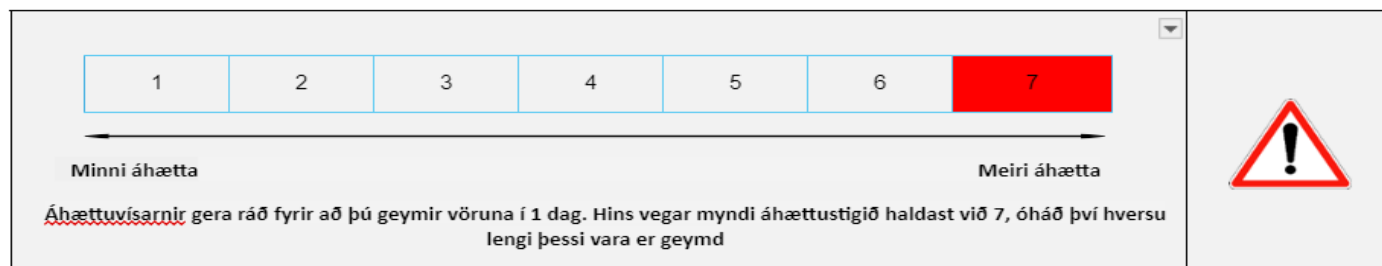 1 2 3 4 5 6 7
Minni áhætta Meiri áhætta
Áhættuvísarnir gera ráð fyrir að þú geymir vöruna í 1 dag. Hins vegar myndi áhættustigið haldast við 7, óháð því hversu
lengi þessi vara er geymd